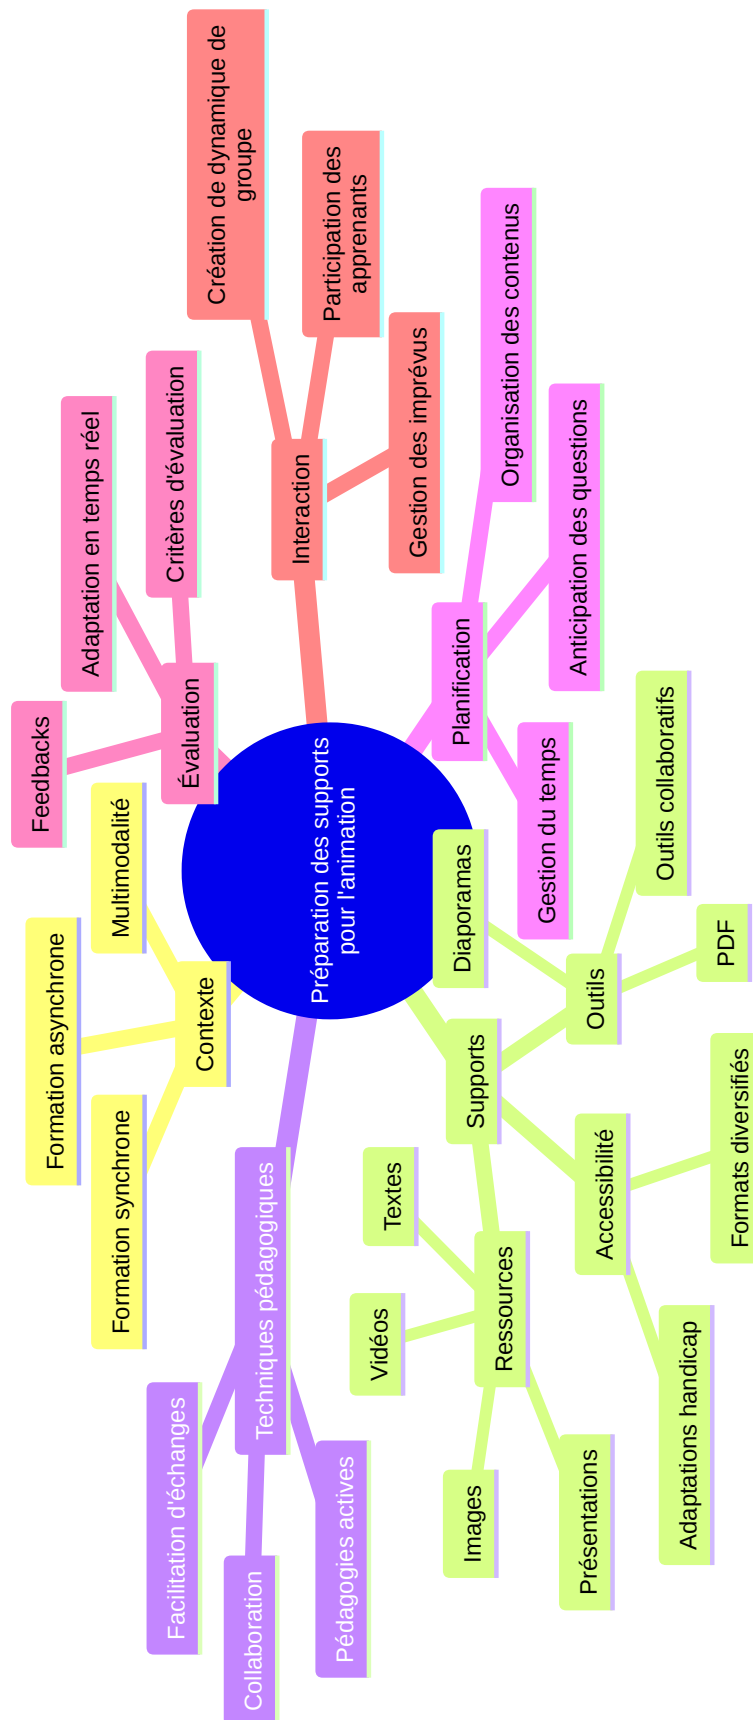 Préparation des supports
pour l'animation
Contexte
Formation synchrone
Formation asynchrone
Multimodalité
Supports
Ressources
Textes
Vidéos
Images
Présentations
Outils
Diaporamas
PDF
Outils collaboratifs
Accessibilité
Adaptations handicap
Formats diversifiés
Techniques pédagogiques
Pédagogies actives
Collaboration
Facilitation d'échanges
Planification
Organisation des contenus
Anticipation des questions
Gestion du temps
Évaluation
Critères d'évaluation
Adaptation en temps réel
Feedbacks
Interaction
Création de dynamique de
groupe
Participation des
apprenants
Gestion des imprévus